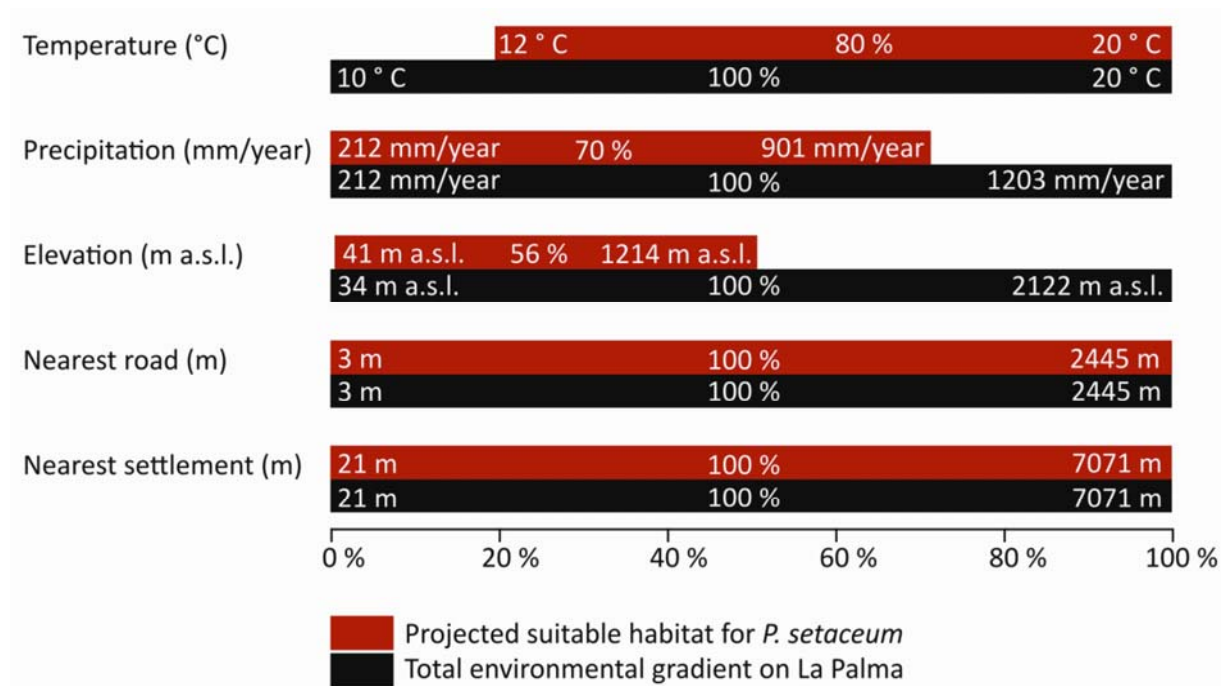 Temperature (°C)
12 ° C 80 % 20 ° C
10 ° C 100 % 20 ° C
Precipitation (mm/year)
212 mm/year 70 % 901 mm/year
212 mm/year 100 % 1203 mm/year
Elevation (m a.s.l.)
41 m a.s.l. 56 % 1214 m a.s.l.
34 m a.s.l. 100 % 2122 m a.s.l.
Nearest road (m)
3 m 100 % 2445 m
3 m 100 % 2445 m
Nearest settlement (m)
21 m 100 % 7071 m
21 m 100 % 7071 m
0 % 20 % 40 % 60 % 80 % 100 %
Projected suitable habitat for P. setaceum
Total environmental gradient on La Palma